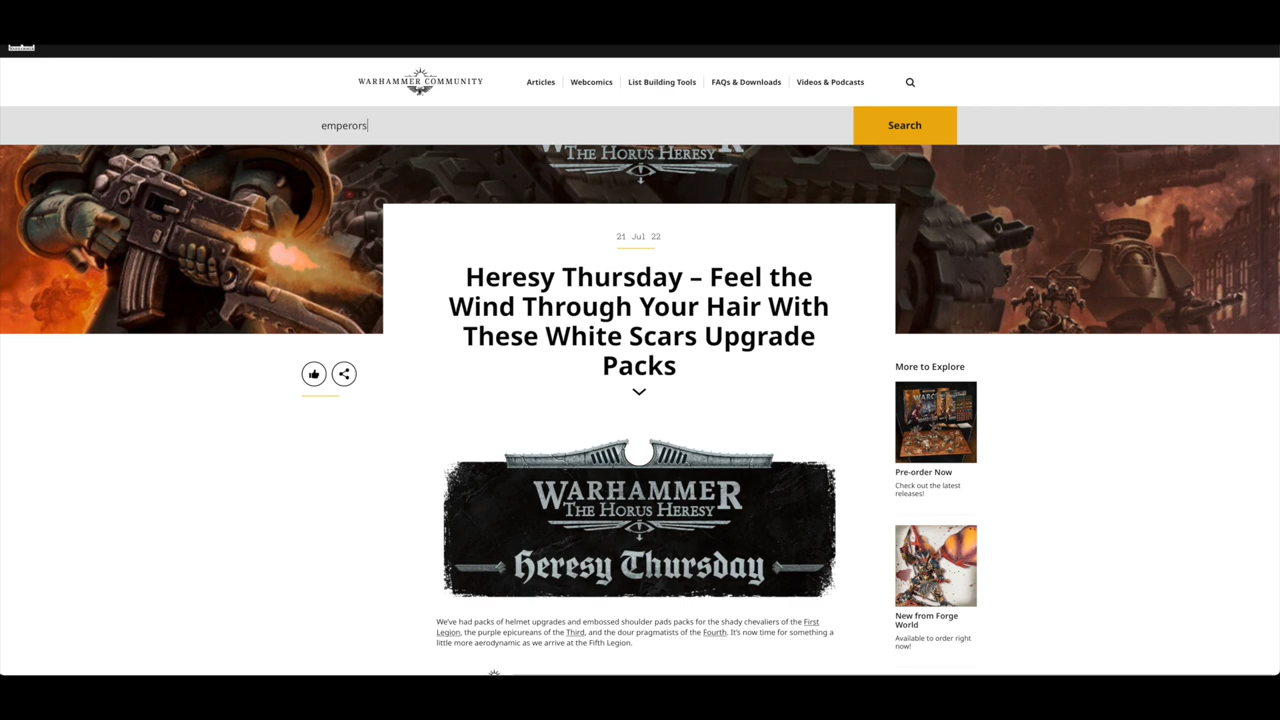 WARHAMMER COMMUNITY
Articles
Webcomics
List Building Tools
FAQs & Downloads
Videos & Podcasts
emperors
Search
THE HORUS HERESY
21 Jul 22
Heresy Thursday – Feel the
Wind Through Your Hair With
These White Scars Upgrade
Packs
More to Explore
WARHAMMER
THE HORUS HERESY
Heresy Thursday
Pre-order Now
Check out the latest
releases!
New from Forge
World
Available to order right
now!
We've had packs of helmet upgrades and embossed shoulder pads packs for the shady chevaliers of the First
Legion, the purple epicureans of the Third, and the dour pragmatists of the Fourth. It's now time for something a
little more aerodynamic as we arrive at the Fifth Legion.